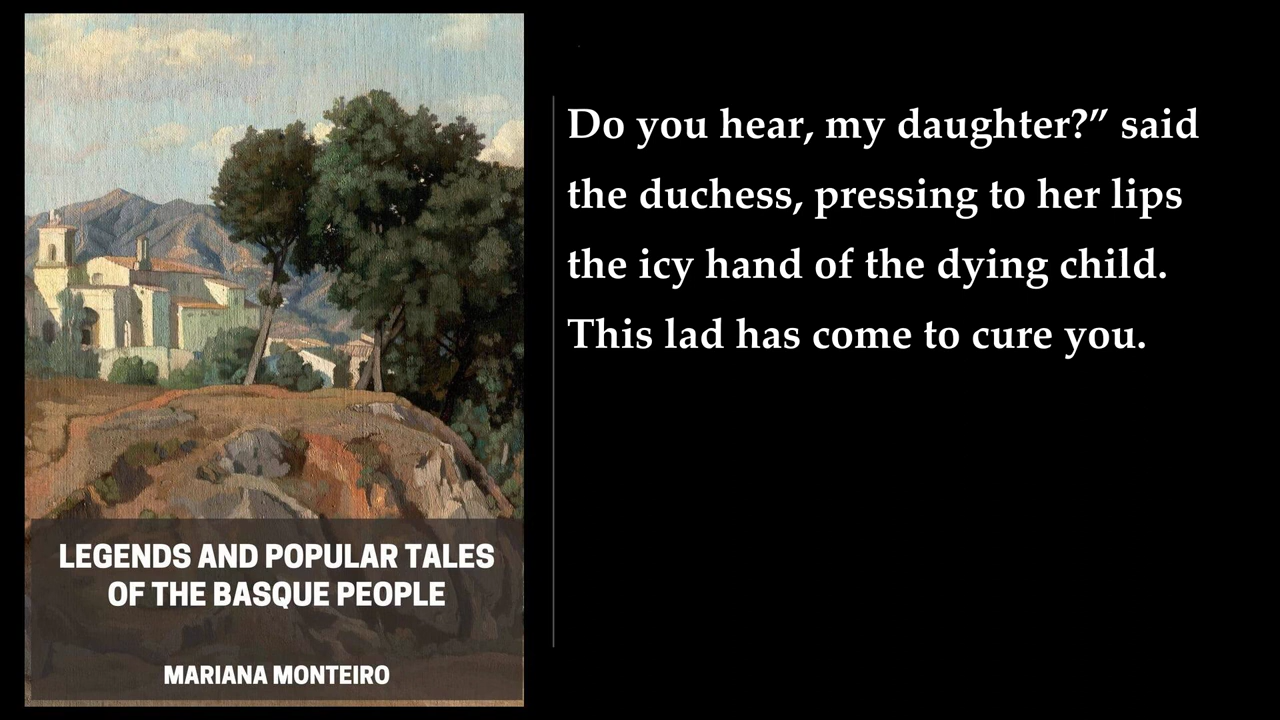 Do you hear, my daughter?” said
the duchess, pressing to her lips
the icy hand of the dying child.
This lad has come to cure you.
LEGENDS AND POPULAR TALES
OF THE BASQUE PEOPLE
MARIANA MONTEIRO